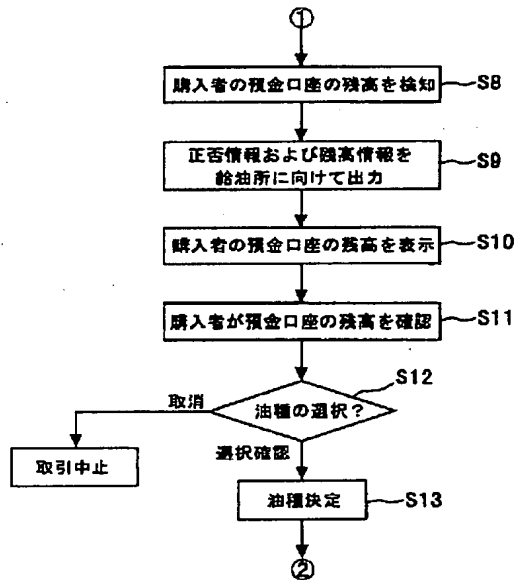 ①
購入者の預金口座の残高を検知 S8
正否情報および残高情報を
給油所に向けて出力
S9
購入者の預金口座の残高を表示 S10
購入者が預金口座の残高を確認 S11
S12
取消
油種の選択?
取引中止
選択確認
油種決定 S13
②